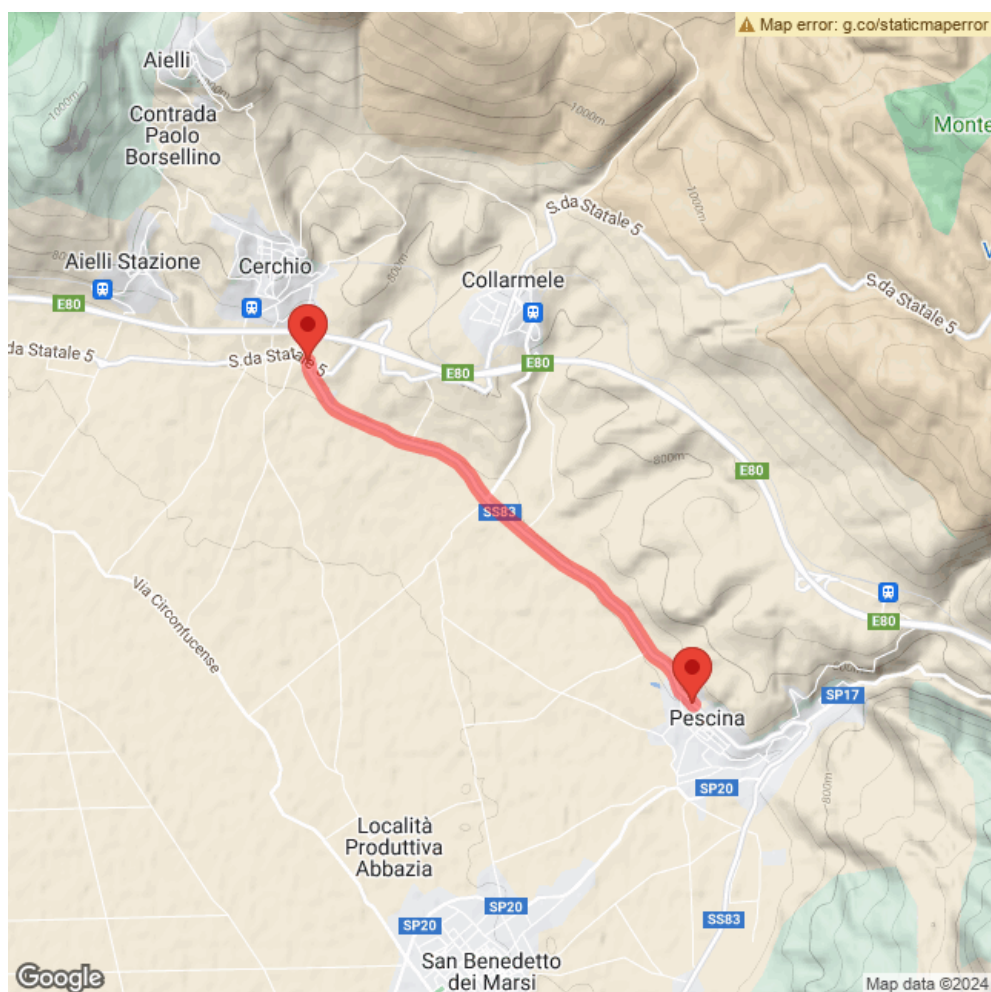 Map error: g.co/staticmaperror
Aielli
1000m
1000m
Contrada
Paolo
Borsellino
Monte
1000m
S.da Statale 5
Aielli Stazione
Cerchio
800m
Collarmele
S.da Statale 5
E80
da Statale 5
S.da Statale 5
E80
E80
800m
E80
SS83
Via Circonfucense
E80
Pescina
SP17
SP20
800m
Località
Produttiva
Abbazia
SP20
SP20
SS83
San Benedetto
dei Marsi
Google
Map data ©2024